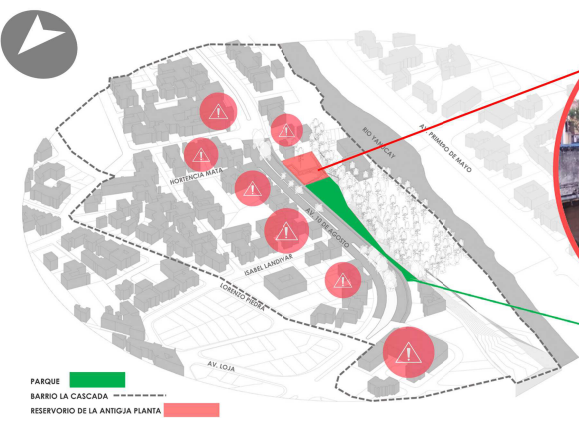 RIO YANUCAY
AV. PRIMERO DE MAYO
HORTENCIA MATA
AV. 10 DE AGOSTO
ISABEL LANDIVAR
LORENZO PIEDRA
AV. LOJA
PARQUE
BARRIO LA CASCADA
RESERVORIO DE LA ANTIGJA PLANTA